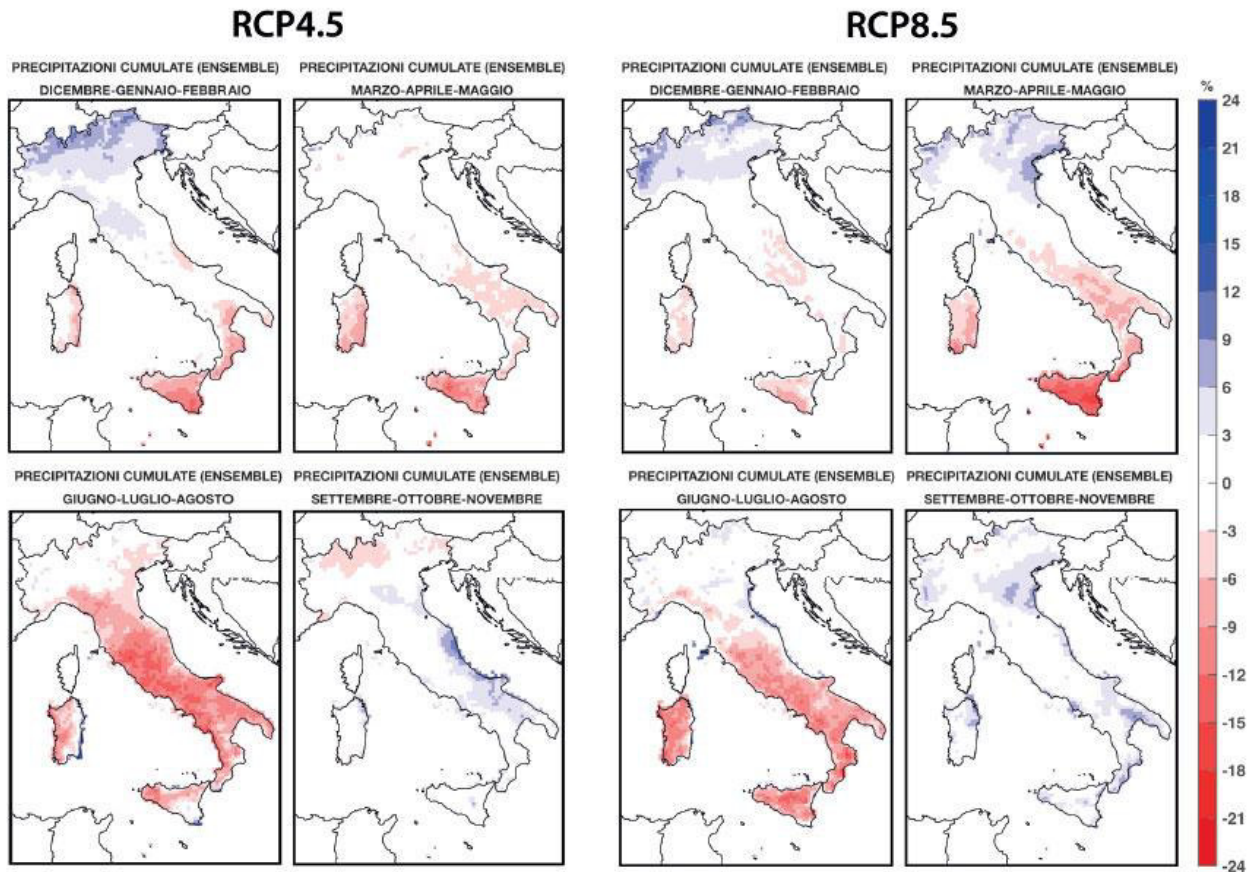 RCP4.5
RCP8.5
PRECIPITAZIONI CUMULATE (ENSEMBLE)
DICEMBRE-GENNAIO-FEBBRAIO
PRECIPITAZIONI CUMULATE (ENSEMBLE)
MARZO-APRILE-MAGGIO
PRECIPITAZIONI CUMULATE (ENSEMBLE)
DICEMBRE-GENNAIO-FEBBRAIO
PRECIPITAZIONI CUMULATE (ENSEMBLE)
MARZO-APRILE-MAGGIO
PRECIPITAZIONI CUMULATE (ENSEMBLE)
GIUGNO-LUGLIO-AGOSTO
PRECIPITAZIONI CUMULATE (ENSEMBLE)
SETTEMBRE-OTTOBRE-NOVEMBRE
PRECIPITAZIONI CUMULATE (ENSEMBLE)
GIUGNO-LUGLIO-AGOSTO
PRECIPITAZIONI CUMULATE (ENSEMBLE)
SETTEMBRE-OTTOBRE-NOVEMBRE
%
24
21
18
15
12
9
6
3
0
-3
-6
-9
-12
-15
-18
-21
-24